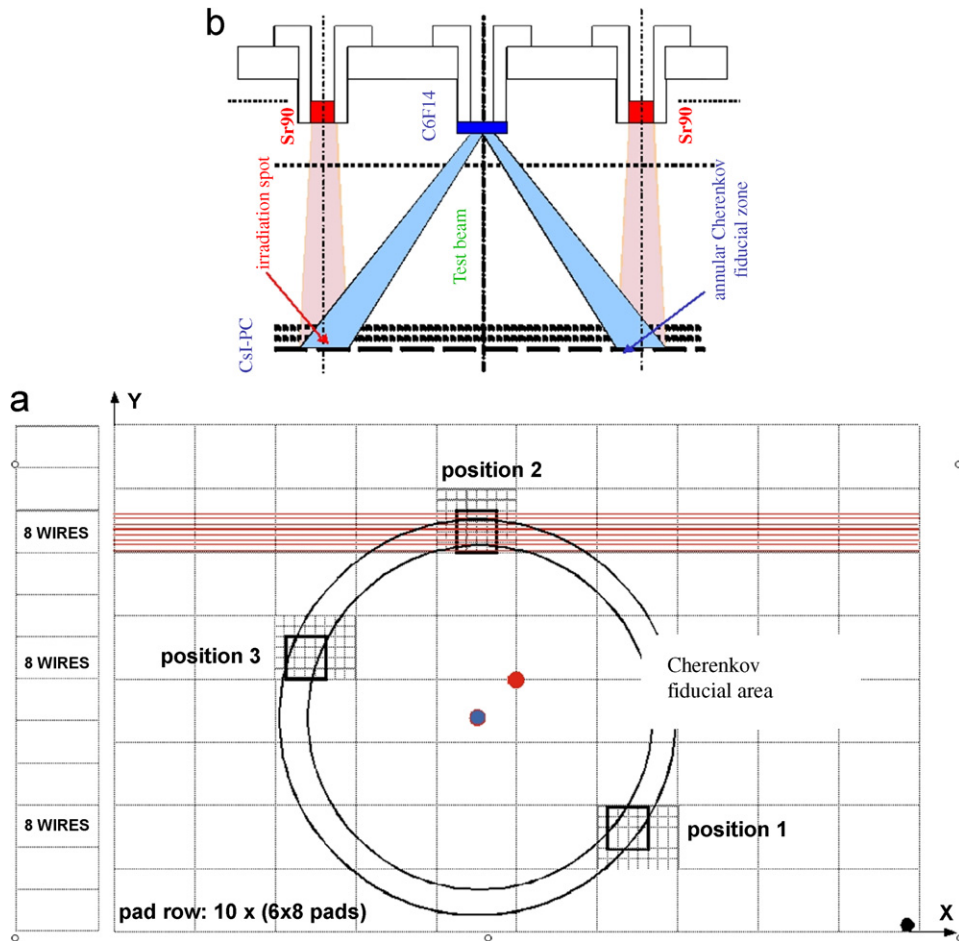 b
Sr90
C6F14
Sr90
irradiation spot
Test beam
annular Cherenkov
fiducial zone
CsI-PC
a
Y
position 2
8 WIRES
position 3
8 WIRES
Cherenkov
fiducial area
8 WIRES
position 1
pad row: 10 x (6x8 pads)
X